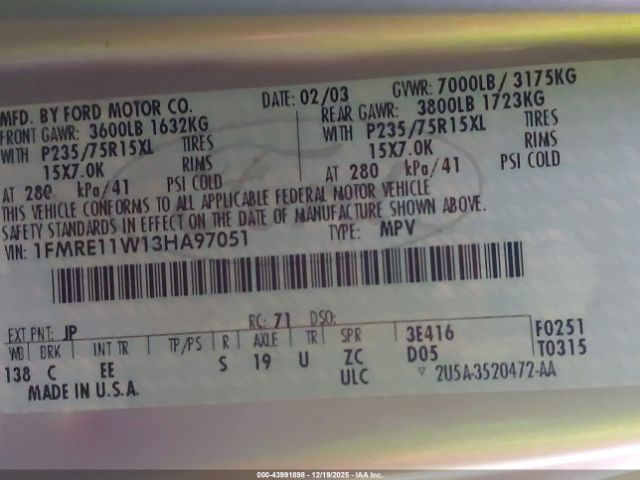 MFD. BY FORD MOTOR CO. DATE: 02/03 GVWR: 7000LB/ 3175KG
FRONT GAWR: 3600LB 1632KG REAR GAWR: 3800LB 1723KG
WITH P235/75R15XL TIRES WITH P235/75R15XL TIRES
15X7.0K RIMS 15X7.0K RIMS
AT 280 kPa/41 PSI COLD AT 280 kPa/41 PSI COLD
THIS VEHICLE CONFORMS TO ALL APPLICABLE FEDERAL MOTOR VEHICLE
SAFETY STANDARDS IN EFFECT ON THE DATE OF MANUFACTURE SHOWN ABOVE.
VIN: 1FMRE11W13HA97051 TYPE: MPV
EXT PNT: JP RC: 71 DSO:
WB BRK INT TR TP/PS R AXLE TR SPR 3E416 F0251
138 C EE S 19 U ZC D05 T0315
ULC ▽ 2U5A-3520472-AA
MADE IN U.S.A.
000-43991898 - 12/19/2025 - IAA Inc.